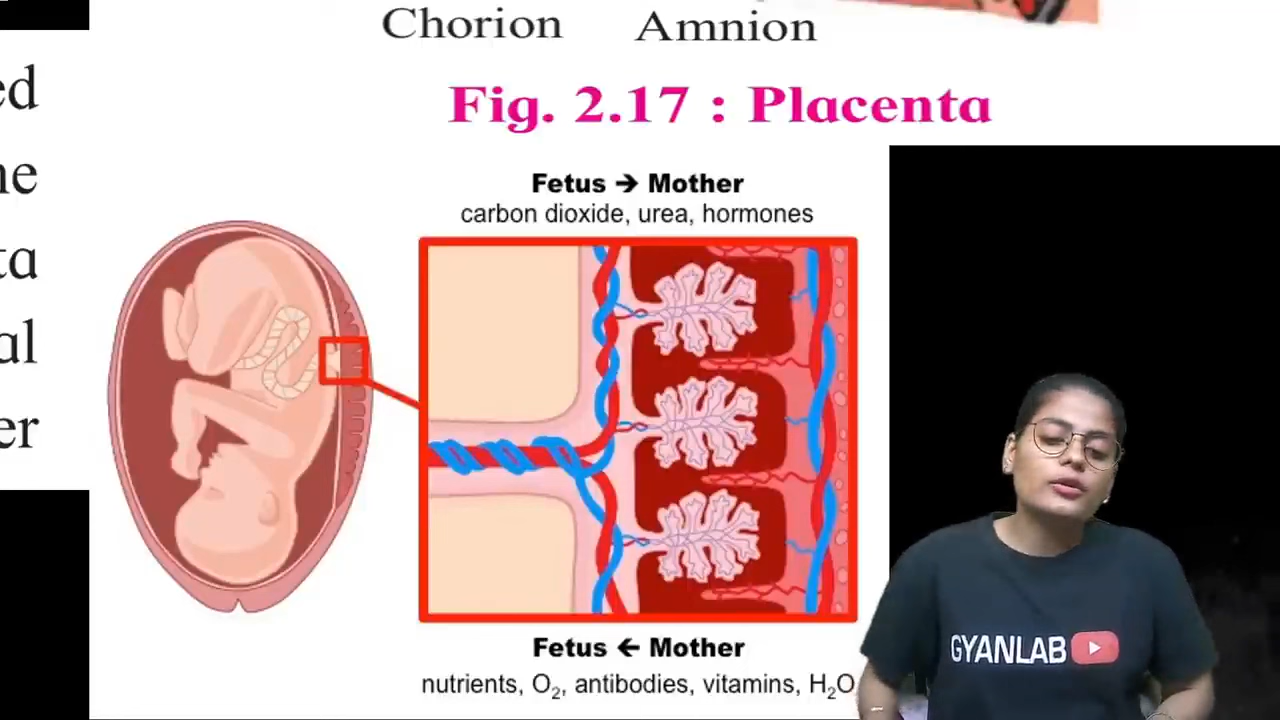 Chorion Amnion
Fig. 2.17 : Placenta
Fetus → Mother
carbon dioxide, urea, hormones
Fetus ← Mother
nutrients, O₂, antibodies, vitamins, H₂O
GYANLAB